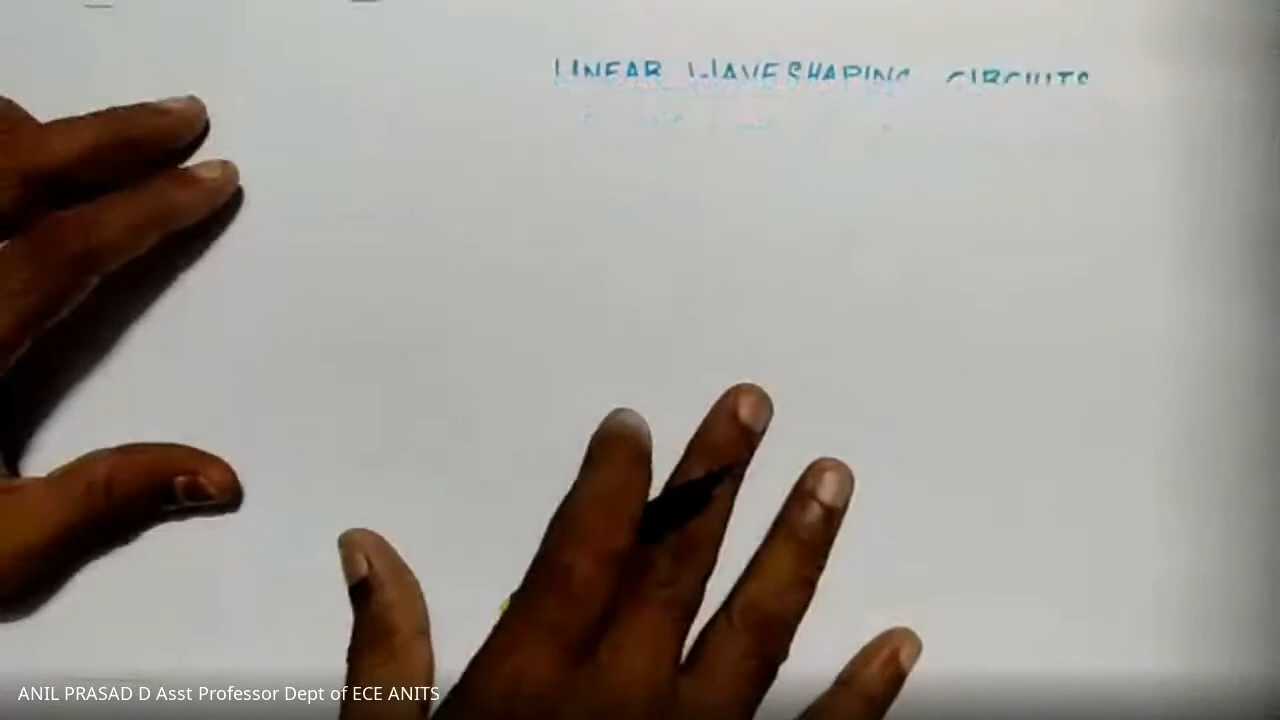 LINEAR WAVESHAPING CIRCUITS
ANIL PRASAD D Asst Professor Dept of ECE ANITS